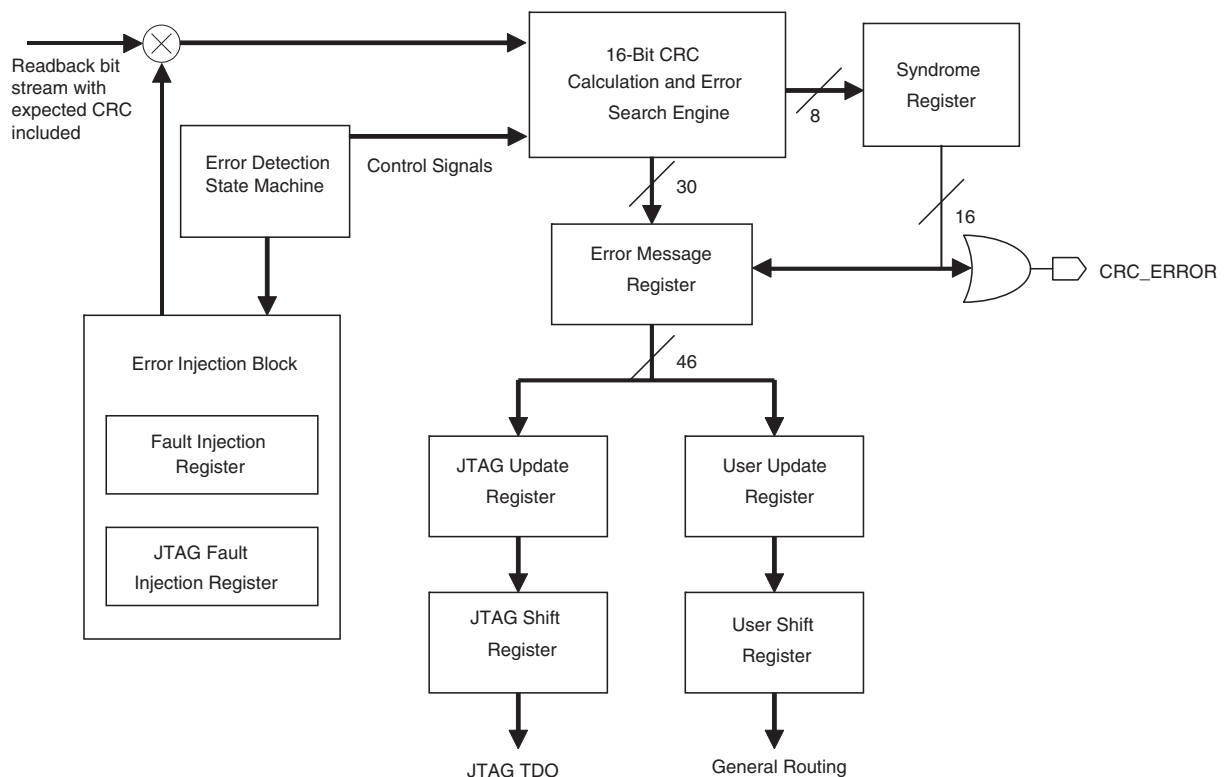 Readback bit
stream with
expected CRC
included
16-Bit CRC
Calculation and Error
Search Engine
8
Syndrome
Register
Error Detection
State Machine
Control Signals
30
16
Error Message
Register
CRC_ERROR
46
Error Injection Block
Fault Injection
Register
JTAG Fault
Injection Register
JTAG Update
Register
User Update
Register
JTAG Shift
Register
User Shift
Register
JTAG TDO
General Routing